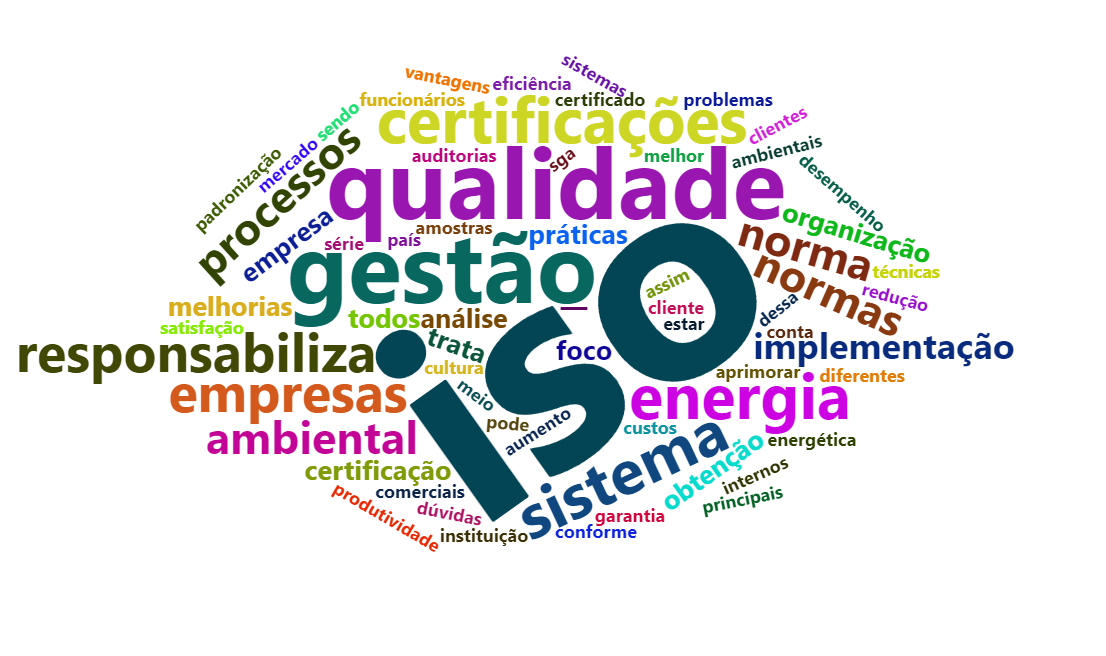 sistemas
vantagens
eficiência
funcionários
certificado
problemas
certificações
sendo
clientes
processos
mercado
padronização
auditorias
sga
melhor
ambientais
qualidade
desempenho
empresa
série
país
amostras
práticas
organização
norma
gestão
normas
técnicas
iso
assim
cliente
estar
redução
dessa
melhorias
satisfação
todos
análise
conta
responsabiliza
trata
foco
implementação
cultura
aprimorar
diferentes
empresas
meio
energia
pode
aumento
custos
ambiental
sistema
energética
certificação
obtenção
internos
comerciais
principais
produtividade
dúvidas
garantia
instituição
conforme